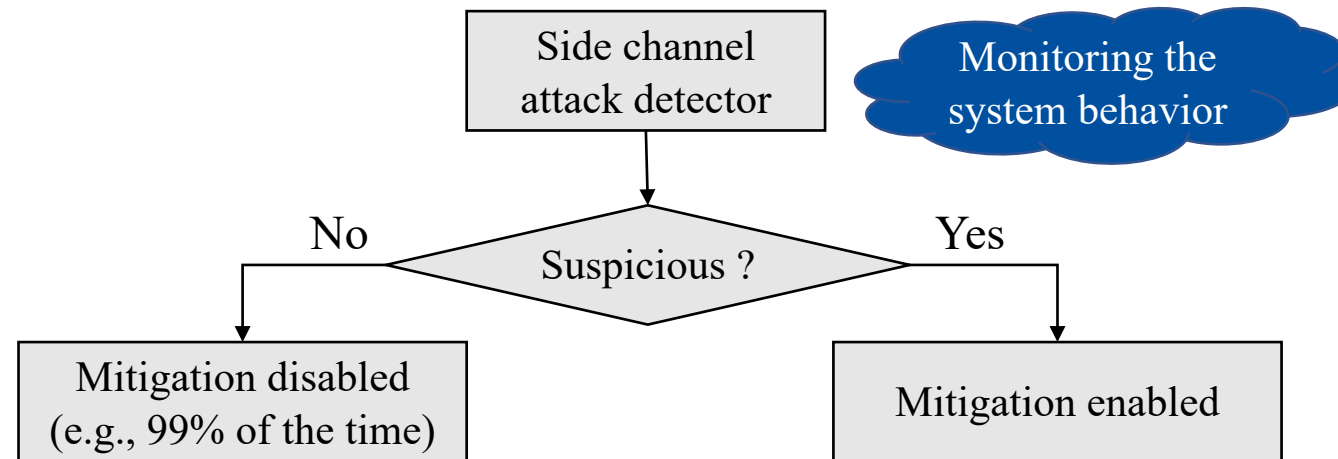 Side channel
attack detector
Monitoring the
system behavior
No
Yes
Suspicious ?
Mitigation disabled
(e.g., 99% of the time)
Mitigation enabled